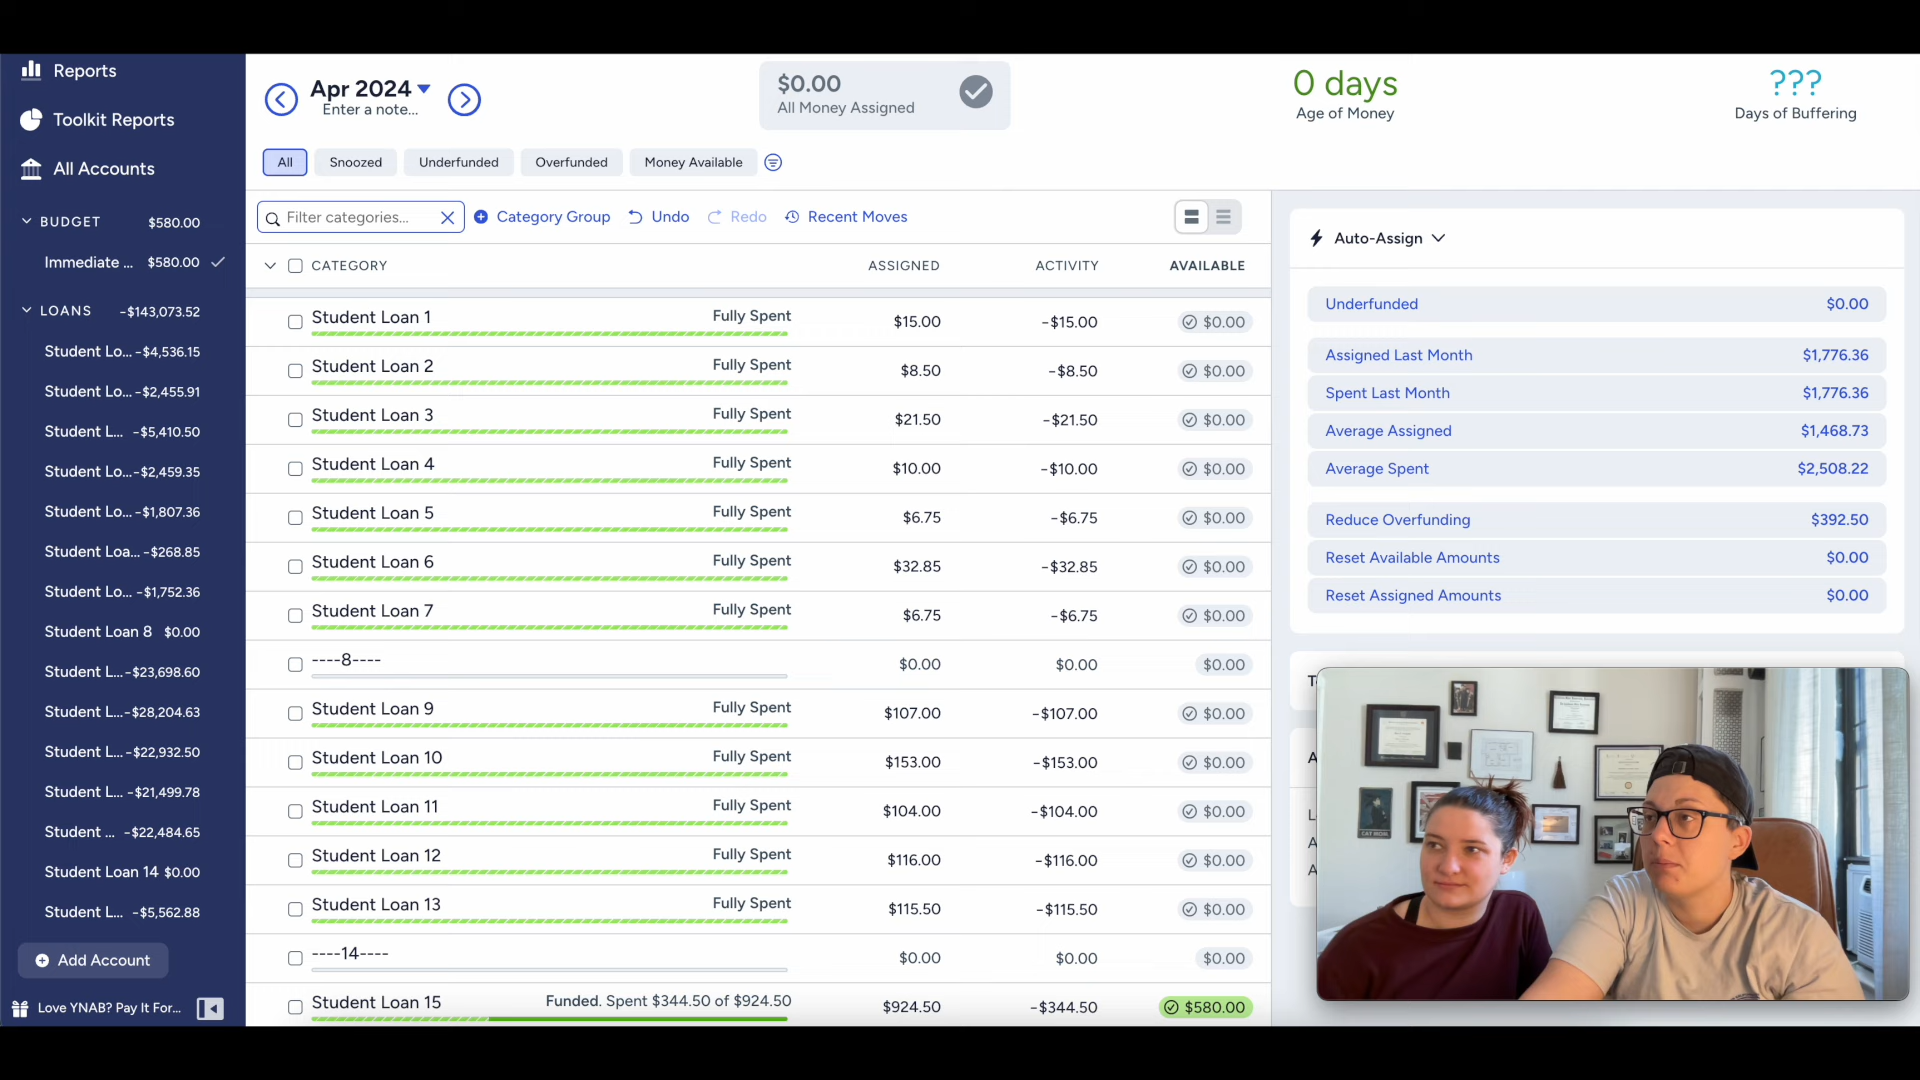 Reports
Toolkit Reports
All Accounts
BUDGET $580.00
Immediate ... $580.00
LOANS -$143,073.52
Student Lo... -$4,536.15
Student Lo... -$2,455.91
Student L... -$5,410.50
Student Lo... -$2,459.35
Student Lo... -$1,807.36
Student Loa... -$268.85
Student Lo... -$1,752.36
Student Loan 8 $0.00
Student L... -$23,698.60
Student L... -$28,204.63
Student L... -$22,932.50
Student L... -$21,499.78
Student ... -$22,484.65
Student Loan 14 $0.00
Student L... -$5,562.88
Add Account
Love YNAB? Pay It For...
Apr 2024
Enter a note...
$0.00
All Money Assigned
0 days
Age of Money
???
Days of Buffering
All Snoozed Underfunded Overfunded Money Available
Filter categories... Category Group Undo Redo Recent Moves
CATEGORY ASSIGNED ACTIVITY AVAILABLE
Student Loan 1 Fully Spent $15.00 -$15.00 $0.00
Student Loan 2 Fully Spent $8.50 -$8.50 $0.00
Student Loan 3 Fully Spent $21.50 -$21.50 $0.00
Student Loan 4 Fully Spent $10.00 -$10.00 $0.00
Student Loan 5 Fully Spent $6.75 -$6.75 $0.00
Student Loan 6 Fully Spent $32.85 -$32.85 $0.00
Student Loan 7 Fully Spent $6.75 -$6.75 $0.00
----8---- $0.00 $0.00 $0.00
Student Loan 9 Fully Spent $107.00 -$107.00 $0.00
Student Loan 10 Fully Spent $153.00 -$153.00 $0.00
Student Loan 11 Fully Spent $104.00 -$104.00 $0.00
Student Loan 12 Fully Spent $116.00 -$116.00 $0.00
Student Loan 13 Fully Spent $115.50 -$115.50 $0.00
----14---- $0.00 $0.00 $0.00
Student Loan 15 Funded. Spent $344.50 of $924.50 $924.50 -$344.50 $580.00
Auto-Assign
Underfunded $0.00
Assigned Last Month $1,776.36
Spent Last Month $1,776.36
Average Assigned $1,468.73
Average Spent $2,508.22
Reduce Overfunding $392.50
Reset Available Amounts $0.00
Reset Assigned Amounts $0.00